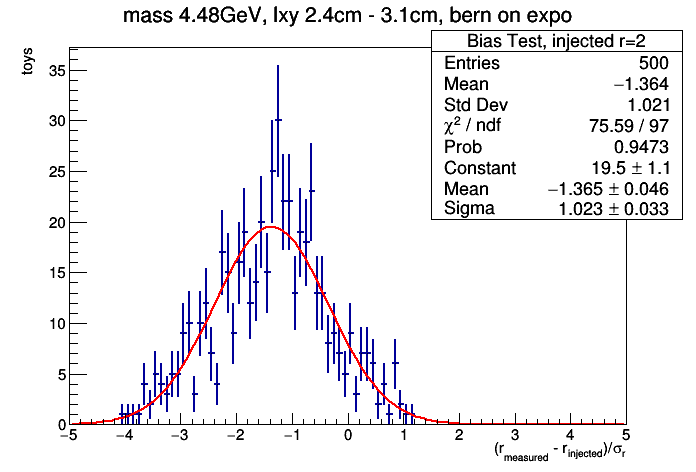 mass 4.48GeV, lxy 2.4cm - 3.1cm, bern on expo
Bias Test, injected r=2
Entries 500
Mean −1.364
Std Dev 1.021
χ² / ndf 75.59 / 97
Prob 0.9473
Constant 19.5 ± 1.1
Mean −1.365 ± 0.046
Sigma 1.023 ± 0.033
toys
35
30
25
20
15
10
5
0
−5 −4 −3 −2 −1 0 1 2 3 4 5
(r_measured - r_injected)/σ_r